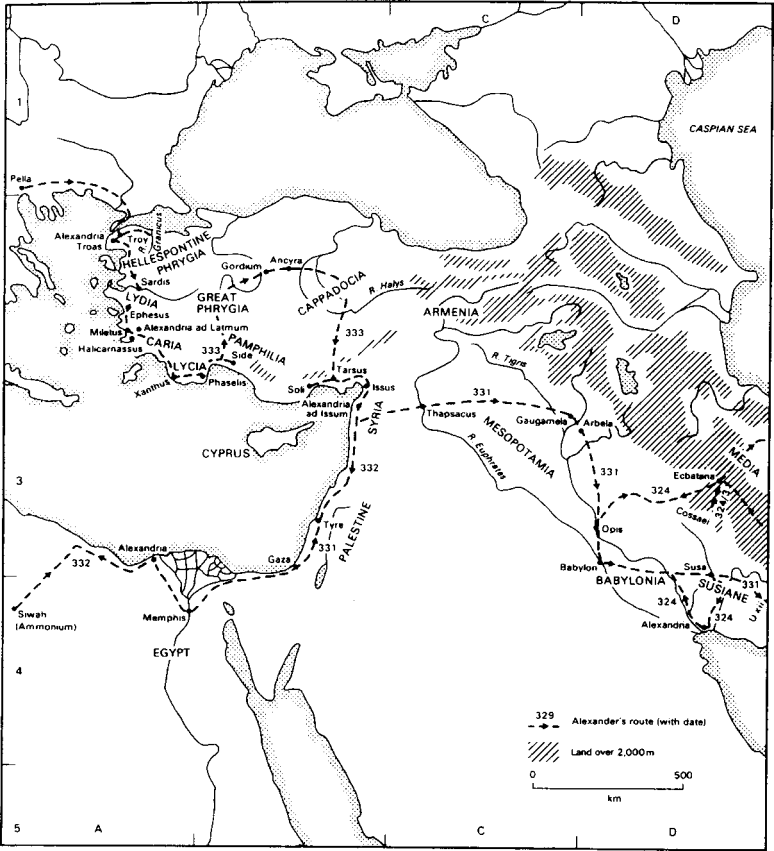 C
D
1
CASPIAN SEA
Pella
Alexandria
Troas
Troy
R. Granicus
HELLESPONTINE
PHRYGIA
Sardis
Gordium
Ancyra
GREAT
PHRYGIA
CAPPADOCIA
R. Halys
ARMENIA
LYDIA
Ephesus
Miletus
Alexandria ad Latmum
Halicarnassus
CARIA
PAMPHILIA
333
Side
333
LYCIA
Xanthus
Phaselis
Tarsus
Soli
Issus
Alexandria
ad Issum
SYRIA
R. Tigris
331
Thapsacus
Gaugamela
Arbela
MESOPOTAMIA
R. Euphrates
CYPRUS
3
332
331
MEDIA
Ecbatana
324
324/3
Cossaei
Tyre
PALESTINE
331
Opis
Alexandria
Gaza
332
Babylon
BABYLONIA
Susa
SUSIANE
331
Uxii
324
324
Alexandria
Siwah
(Ammonium)
Memphis
EGYPT
4
329
Alexander's route (with date)
Land over 2,000m
0
500
km
5
A
C
D